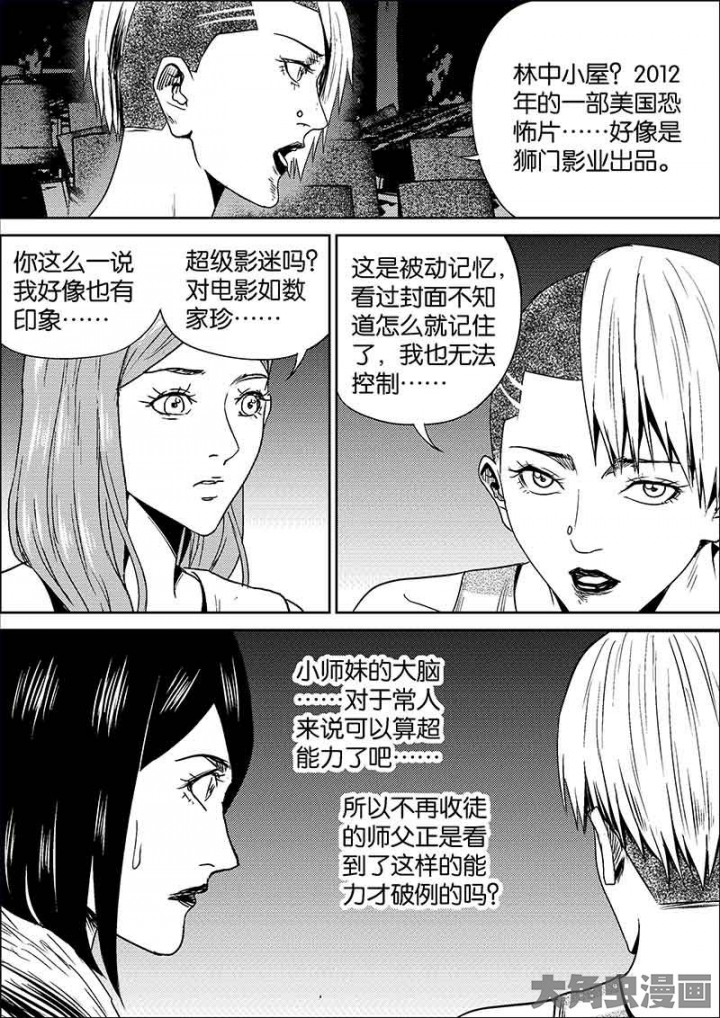 林中小屋？2012
年的一部美国恐
怖片……好像是
狮门影业出品。
你这么一说
我好像也有
印象……
超级影迷吗？
对电影如数
家珍……
这是被动记忆，
看过封面不知
道怎么就记住
了，我也无法
控制……
小师妹的大脑
……对于常人
来说可以算超
能力了吧……
所以不再收徒
的师父正是看
到了这样的能
力才破例的吗？
大角虫漫画